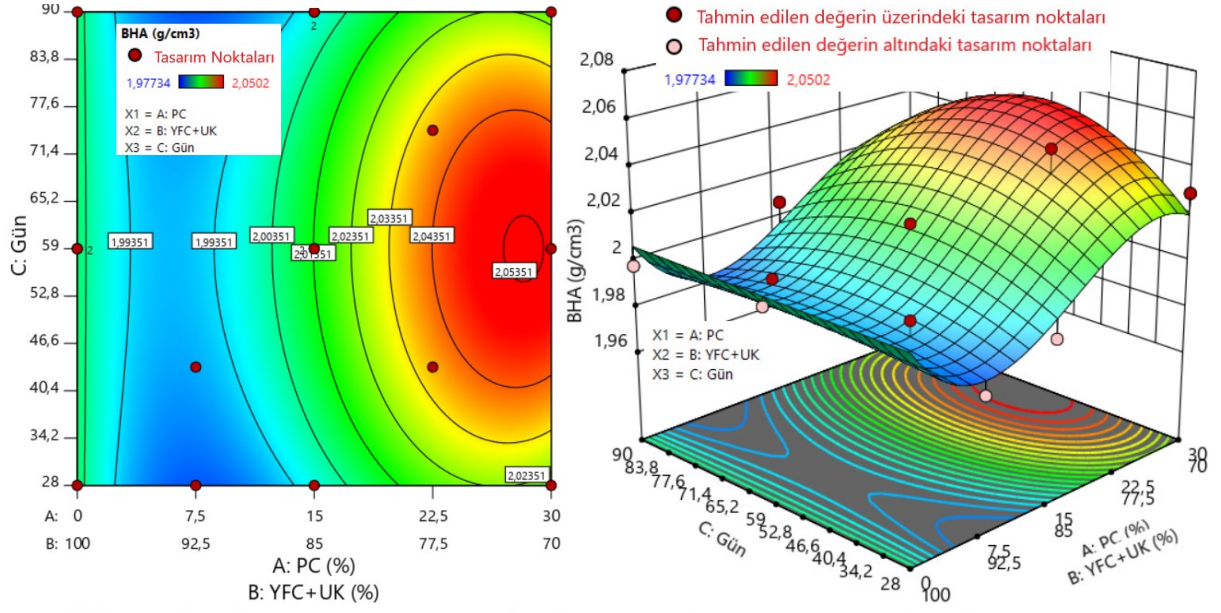 90
83,8
77,6
71,4
65,2
59
52,8
46,6
40,4
34,2
28
C: Gün
BHA (g/cm3)
Tasarım Noktaları
1,97734 2,0502
X1 = A: PC
X2 = B: YFC+UK
X3 = C: Gün
2
2
2
1,99351
1,99351
2,00351
2,01351
2,02351
2,03351
2,04351
2,05351
2,02351
A: 0 7,5 15 22,5 30
B: 100 92,5 85 77,5 70
A: PC (%)
B: YFC+UK (%)
Tahmin edilen değerin üzerindeki tasarım noktaları
Tahmin edilen değerin altındaki tasarım noktaları
1,97734 2,0502
2,08
2,06
2,04
2,02
2
1,98
1,96
BHA (g/cm3)
X1 = A: PC
X2 = B: YFC+UK
X3 = C: Gün
90
83,8
77,6
71,4
65,2
59
52,8
46,6
40,4
34,2
28
C: Gün
30
70
22,5
77,5
15
85
7,5
92,5
0
100
A: PC (%)
B: YFC+UK (%)